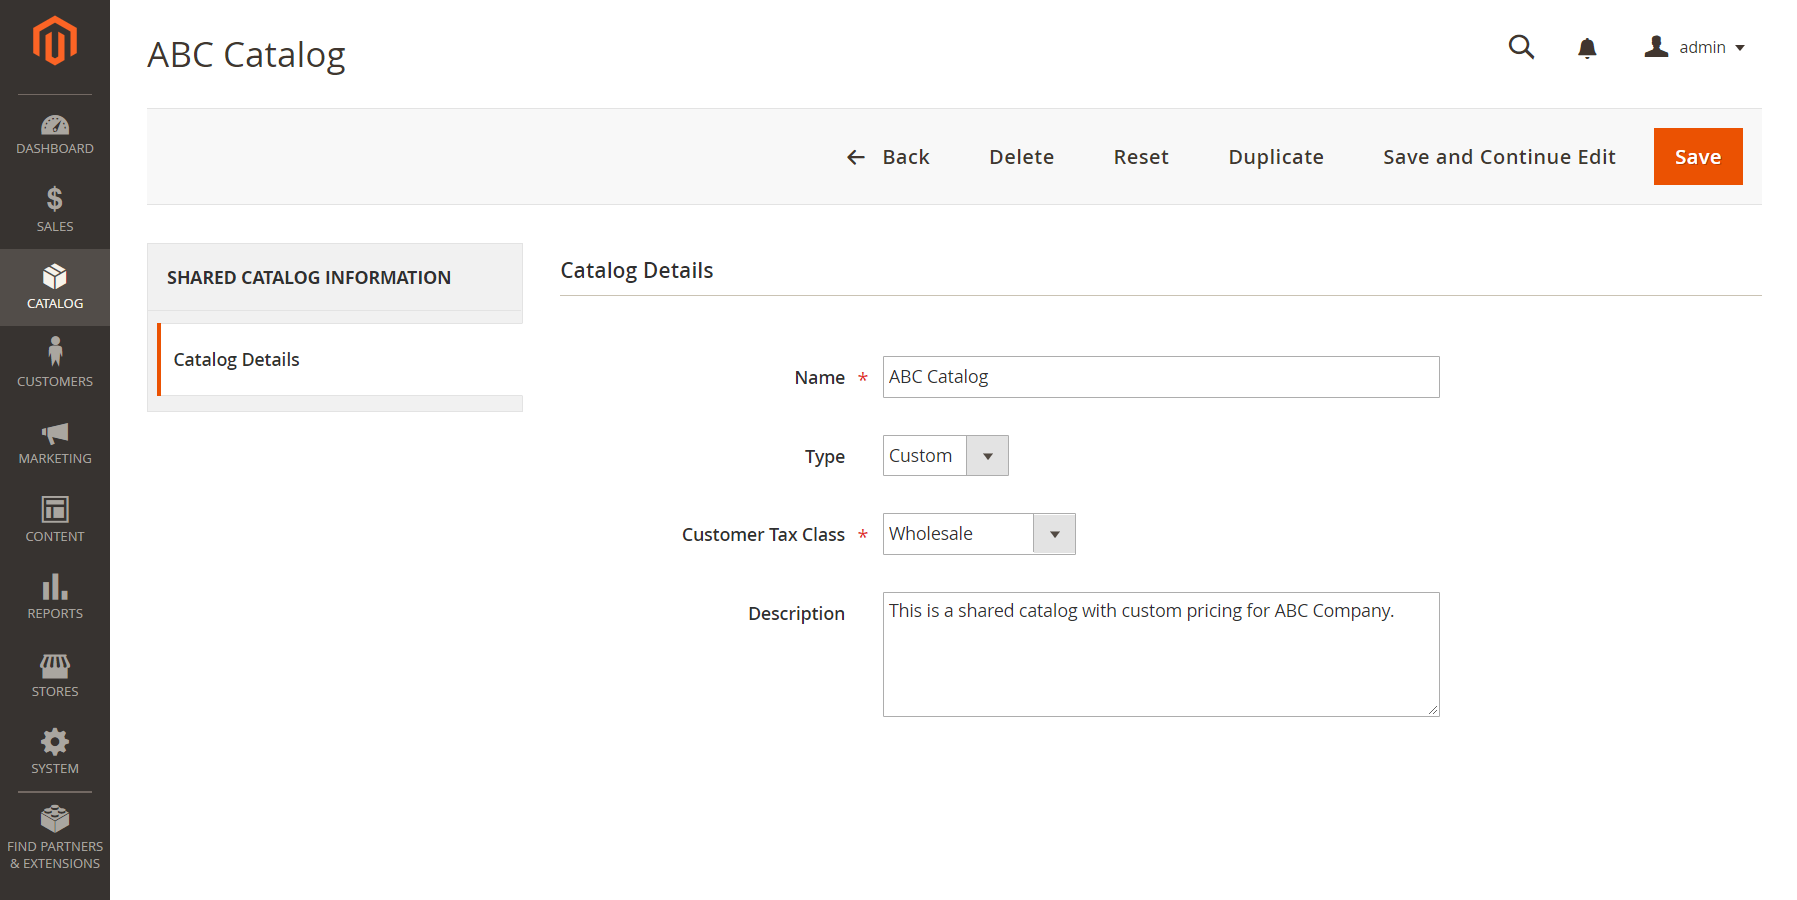 ABC Catalog
admin
Back
Delete
Reset
Duplicate
Save and Continue Edit
Save
DASHBOARD
SALES
CATALOG
CUSTOMERS
MARKETING
CONTENT
REPORTS
STORES
SYSTEM
FIND PARTNERS
& EXTENSIONS
SHARED CATALOG INFORMATION
Catalog Details
Catalog Details
Name *
ABC Catalog
Type
Custom
Customer Tax Class *
Wholesale
Description
This is a shared catalog with custom pricing for ABC Company.